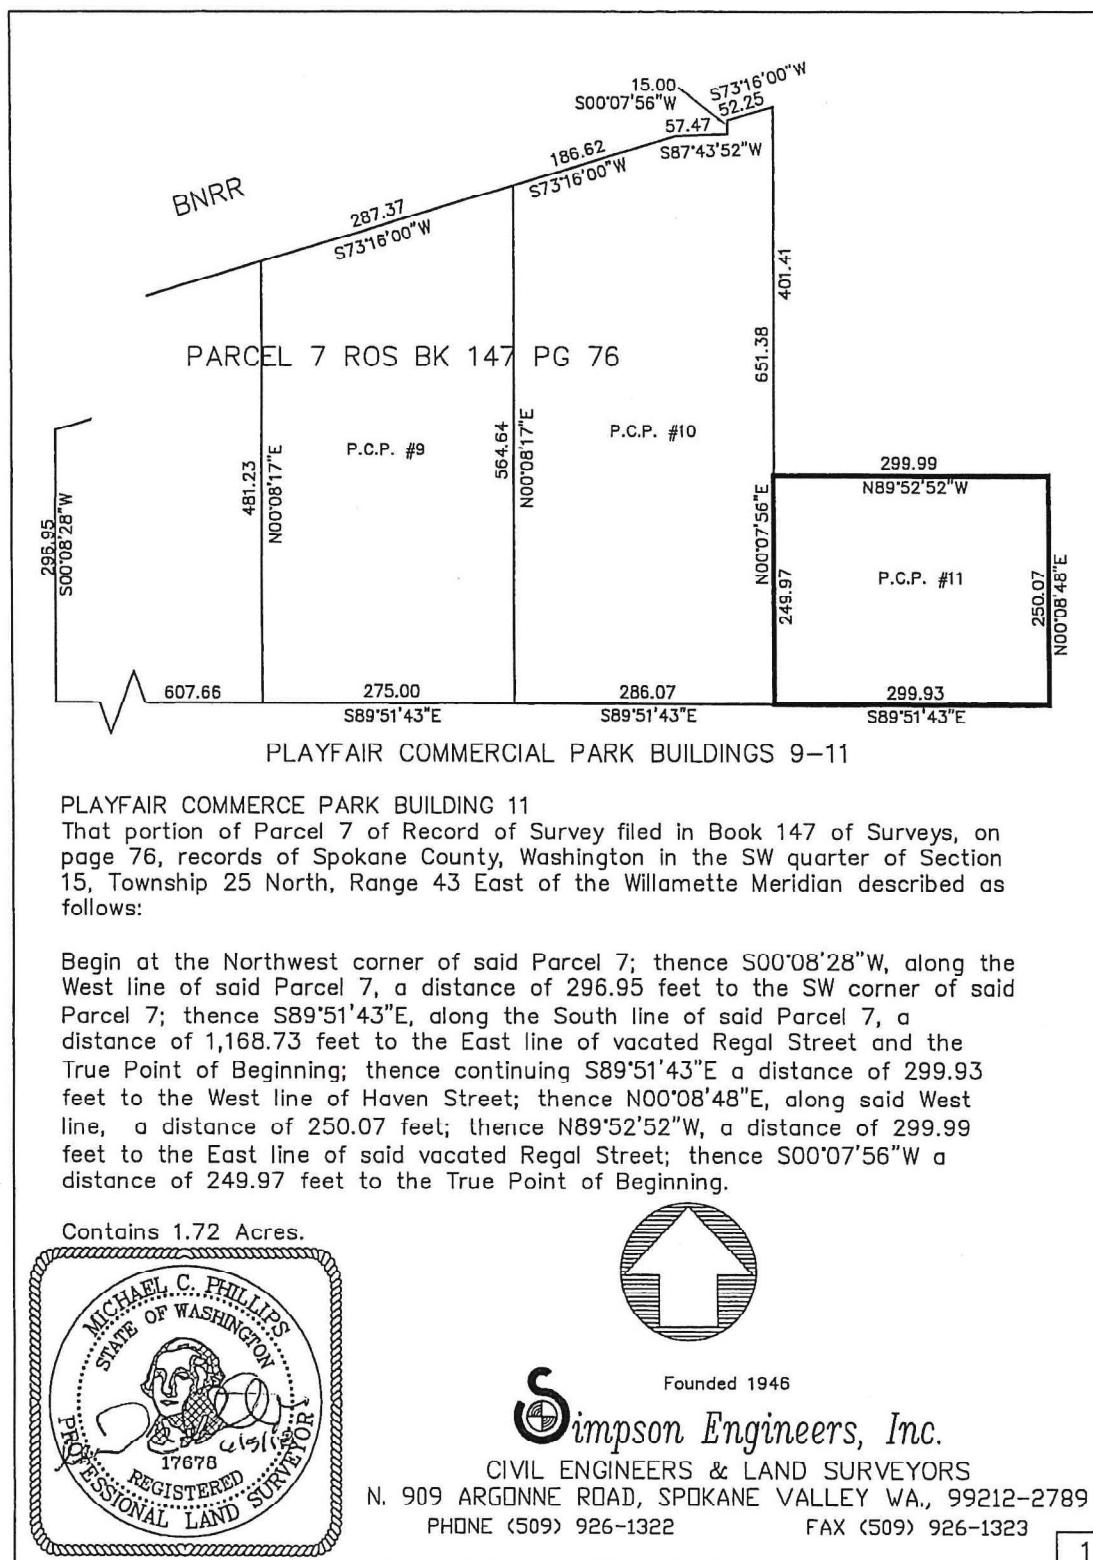 15.00
S00°07'56"W
S73°16'00"W
52.25
57.47
S87°43'52"W
186.62
S73°16'00"W
BNRR
287.37
S73°16'00"W
401.41
651.38
PARCEL 7 ROS BK 147 PG 76
P.C.P. #9
P.C.P. #10
481.23
N00°08'17"E
564.64
N00°08'17"E
299.99
N89°52'52"W
296.95
S00°08'28"W
N00°07'56"E
249.97
P.C.P. #11
250.07
N00°08'48"E
607.66
275.00
S89°51'43"E
286.07
S89°51'43"E
299.93
S89°51'43"E
PLAYFAIR COMMERCIAL PARK BUILDINGS 9-11
PLAYFAIR COMMERCE PARK BUILDING 11
That portion of Parcel 7 of Record of Survey filed in Book 147 of Surveys, on
page 76, records of Spokane County, Washington in the SW quarter of Section
15, Township 25 North, Range 43 East of the Willamette Meridian described as
follows:
Begin at the Northwest corner of said Parcel 7; thence S00°08'28"W, along the
West line of said Parcel 7, a distance of 296.95 feet to the SW corner of said
Parcel 7; thence S89°51'43"E, along the South line of said Parcel 7, a
distance of 1,168.73 feet to the East line of vacated Regal Street and the
True Point of Beginning; thence continuing S89°51'43"E a distance of 299.93
feet to the West line of Haven Street; thence N00°08'48"E, along said West
line, a distance of 250.07 feet; thence N89°52'52"W, a distance of 299.99
feet to the East line of said vacated Regal Street; thence S00°07'56"W a
distance of 249.97 feet to the True Point of Beginning.
Contains 1.72 Acres.
MICHAEL C. PHILLIPS
STATE OF WASHINGTON
17678
REGISTERED
PROFESSIONAL LAND SURVEYOR
Founded 1946
Simpson Engineers, Inc.
CIVIL ENGINEERS & LAND SURVEYORS
N. 909 ARGONNE ROAD, SPOKANE VALLEY WA., 99212-2789
PHONE (509) 926-1322 FAX (509) 926-1323
1